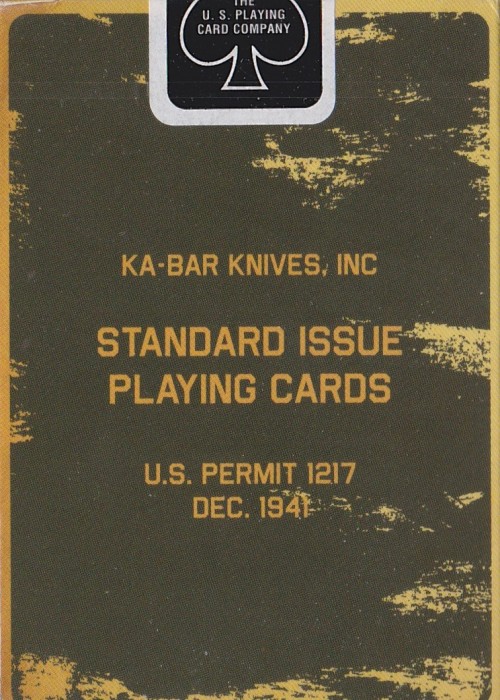 THE
U. S. PLAYING
CARD COMPANY
KA-BAR KNIVES, INC
STANDARD ISSUE
PLAYING CARDS
U.S. PERMIT 1217
DEC. 1941